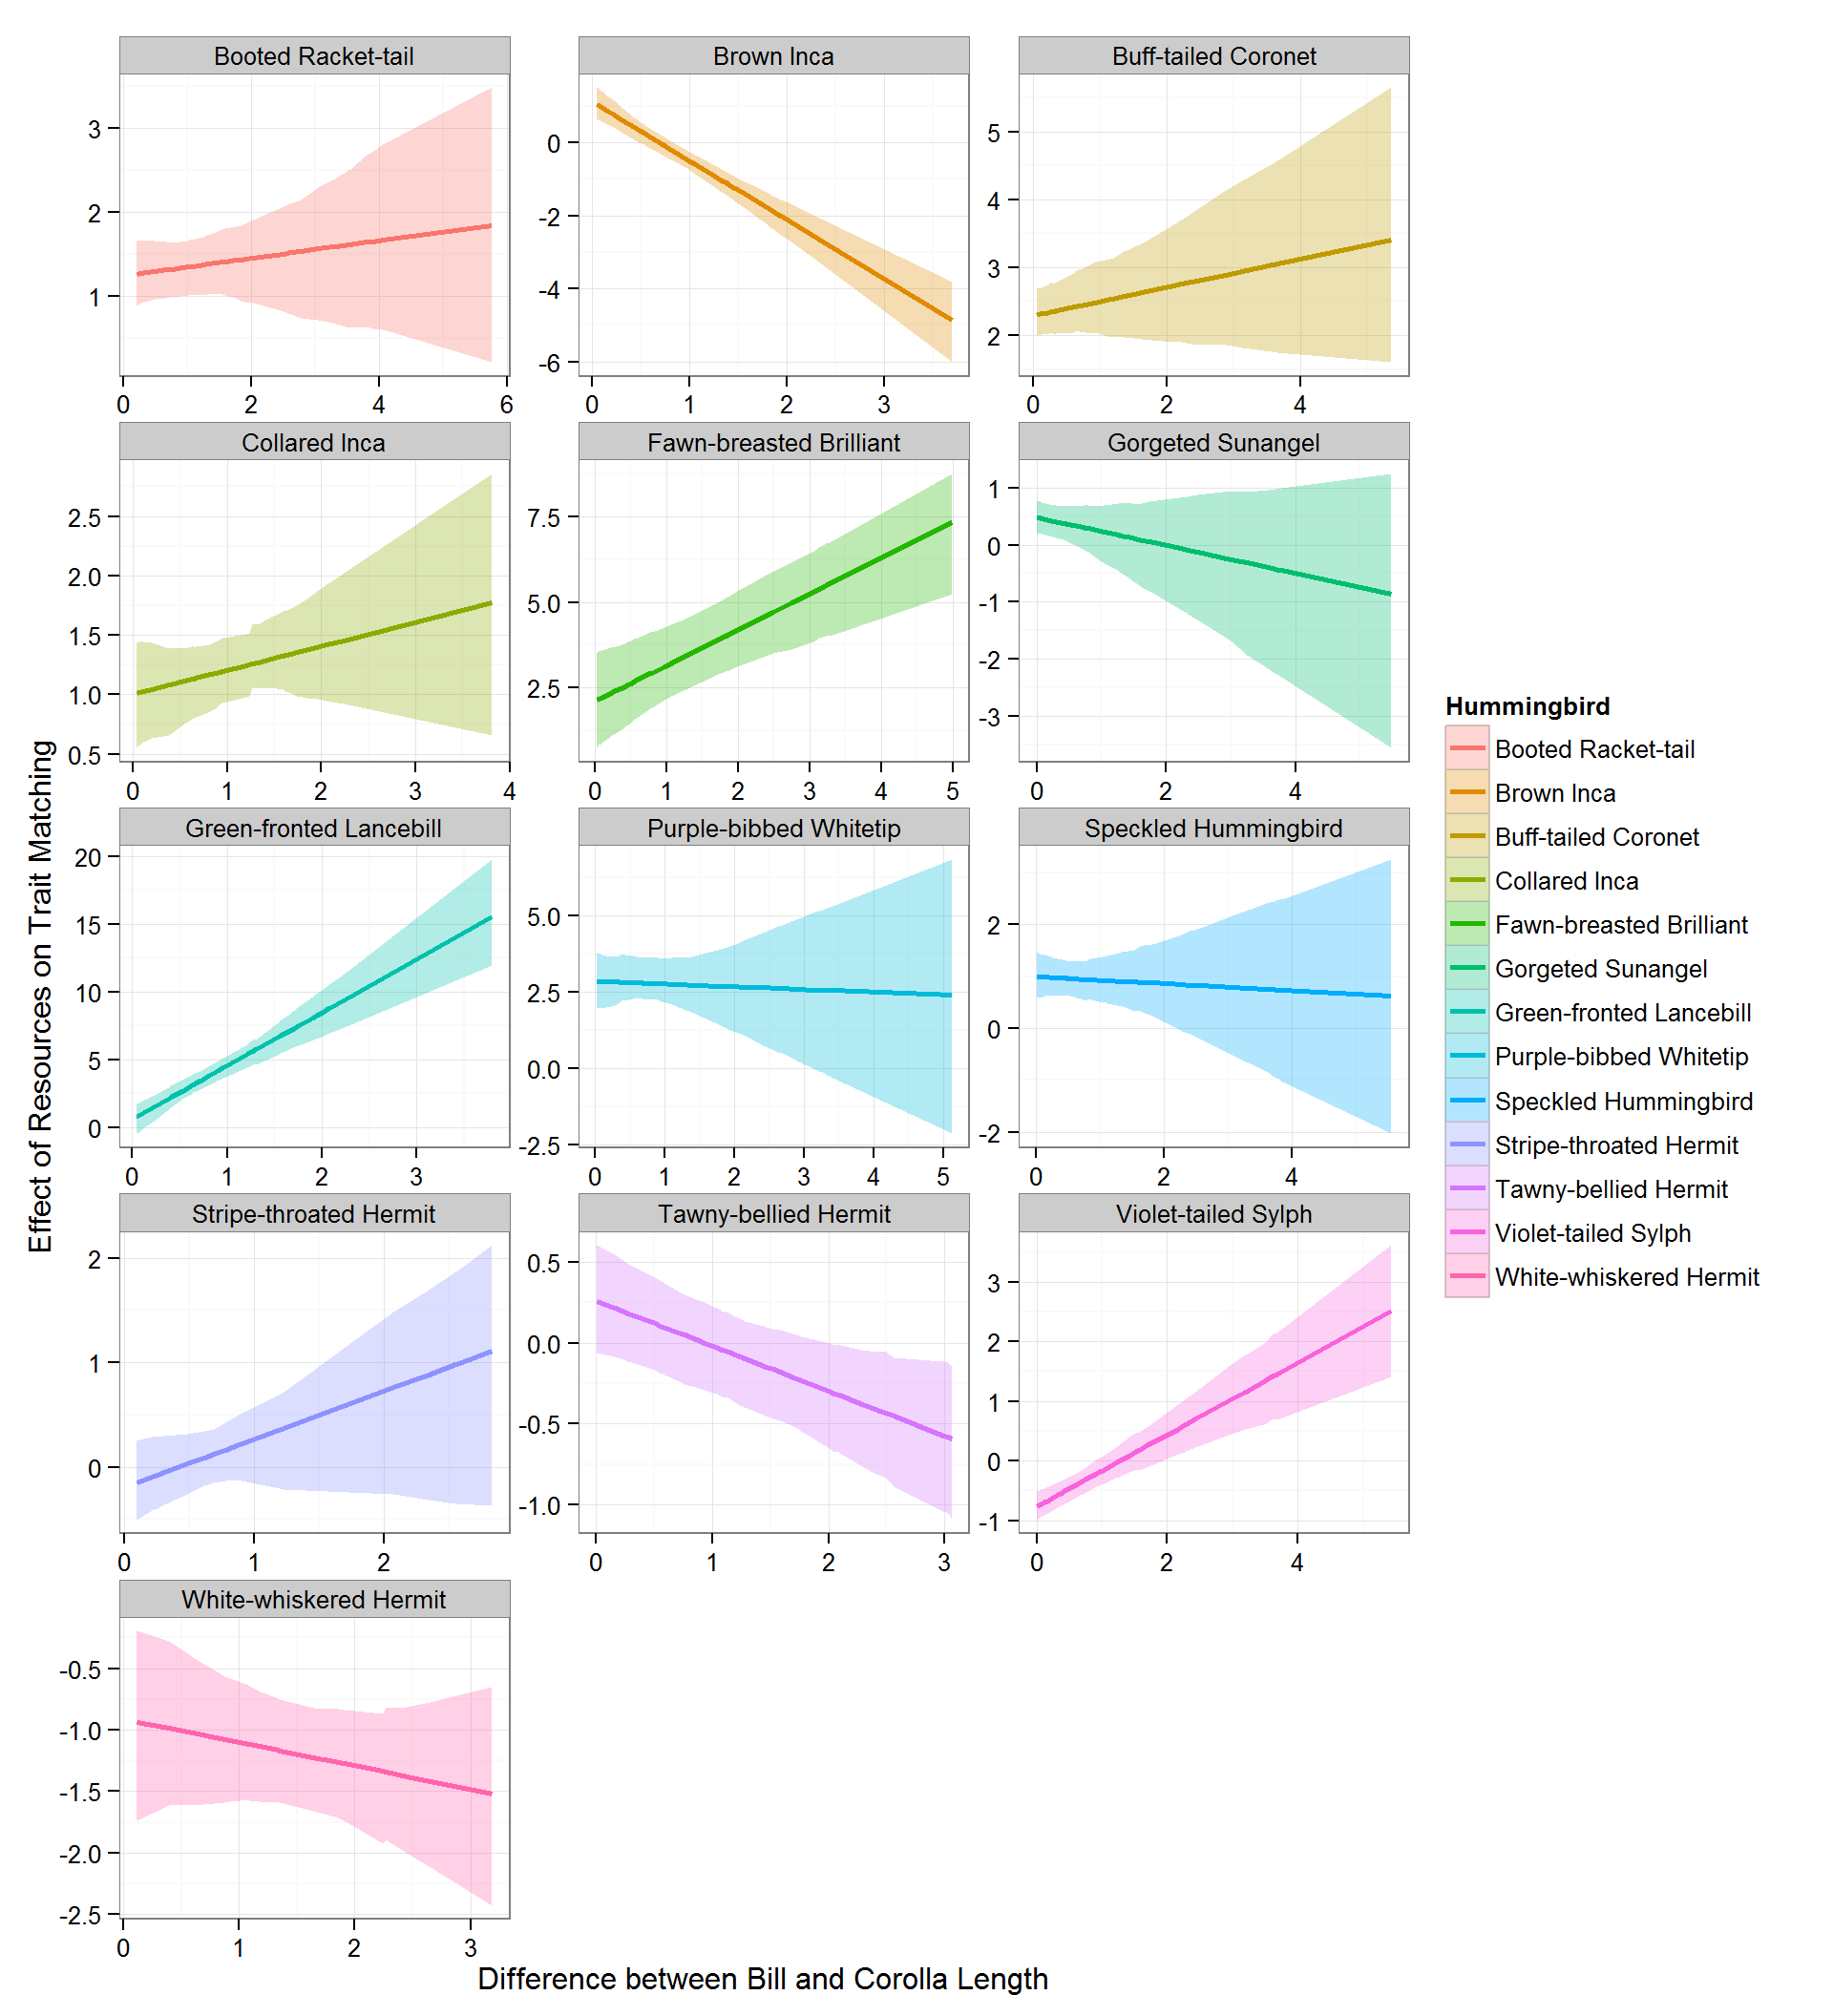 Booted Racket-tail
Brown Inca
Buff-tailed Coronet
3
2
1
0
-2
-4
-6
5
4
3
2
0 2 4 6
0 1 2 3
0 2 4
Collared Inca
Fawn-breasted Brilliant
Gorgeted Sunangel
2.5
2.0
1.5
1.0
0.5
7.5
5.0
2.5
1
0
-1
-2
-3
0 1 2 3 4
0 1 2 3 4 5
0 2 4
Green-fronted Lancebill
Purple-bibbed Whitetip
Speckled Hummingbird
20
15
10
5
0
5.0
2.5
0.0
-2.5
2
0
-2
0 1 2 3
0 1 2 3 4 5
0 2 4
Stripe-throated Hermit
Tawny-bellied Hermit
Violet-tailed Sylph
2
1
0
0.5
0.0
-0.5
-1.0
3
2
1
0
-1
0 1 2
0 1 2 3
0 2 4
White-whiskered Hermit
-0.5
-1.0
-1.5
-2.0
-2.5
0 1 2 3
Effect of Resources on Trait Matching
Difference between Bill and Corolla Length
Hummingbird
Booted Racket-tail
Brown Inca
Buff-tailed Coronet
Collared Inca
Fawn-breasted Brilliant
Gorgeted Sunangel
Green-fronted Lancebill
Purple-bibbed Whitetip
Speckled Hummingbird
Stripe-throated Hermit
Tawny-bellied Hermit
Violet-tailed Sylph
White-whiskered Hermit